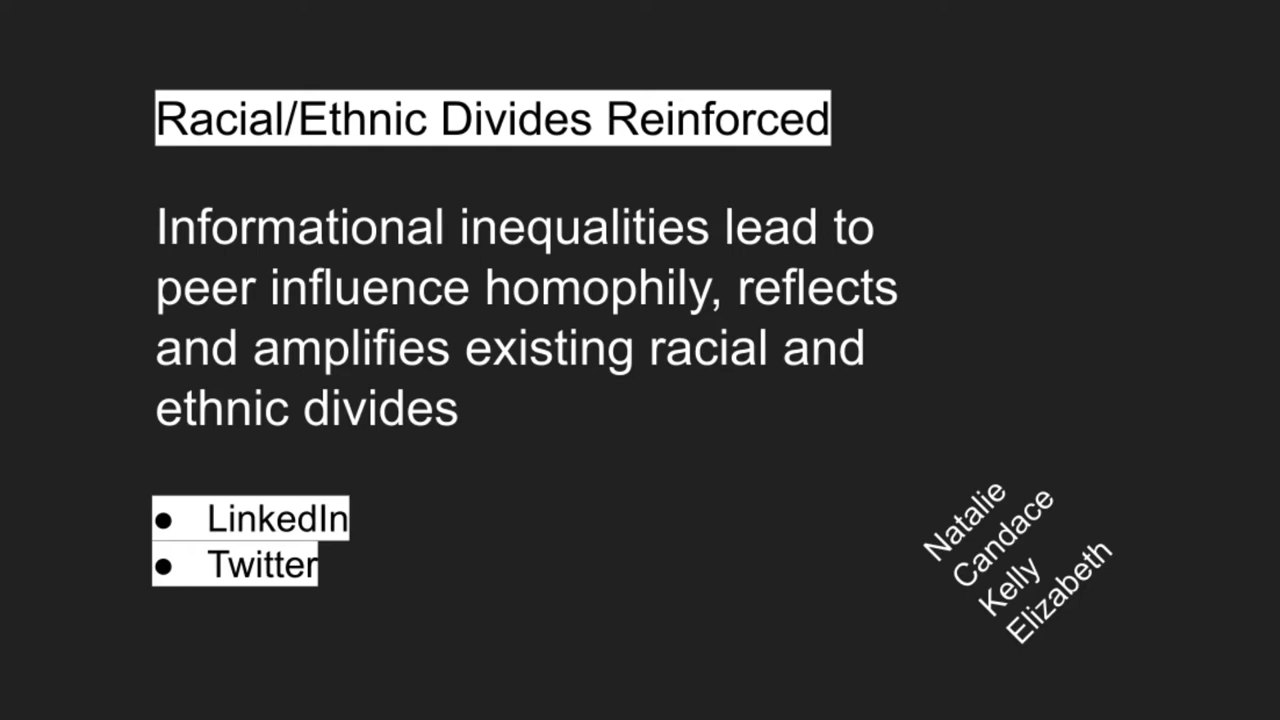 Racial/Ethnic Divides Reinforced
Informational inequalities lead to
peer influence homophily, reflects
and amplifies existing racial and
ethnic divides
● LinkedIn
● Twitter
Natalie
Candace
Kelly
Elizabeth